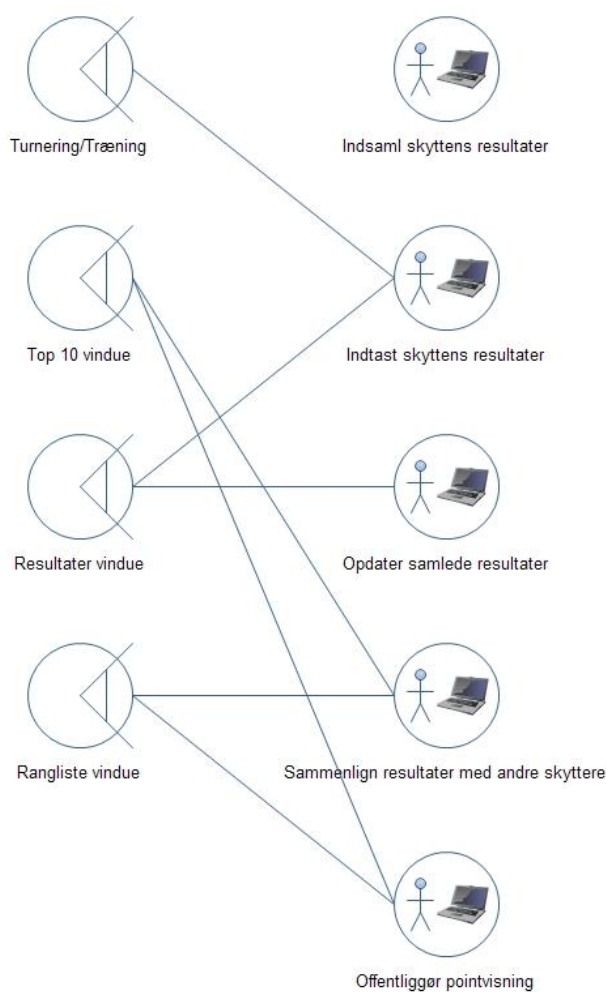 Turnering/Træning
Indsaml skyttens resultater
Top 10 vindue
Indtast skyttens resultater
Resultater vindue
Opdater samlede resultater
Rangliste vindue
Sammenlign resultater med andre skyttere
Offentliggør pointvisning